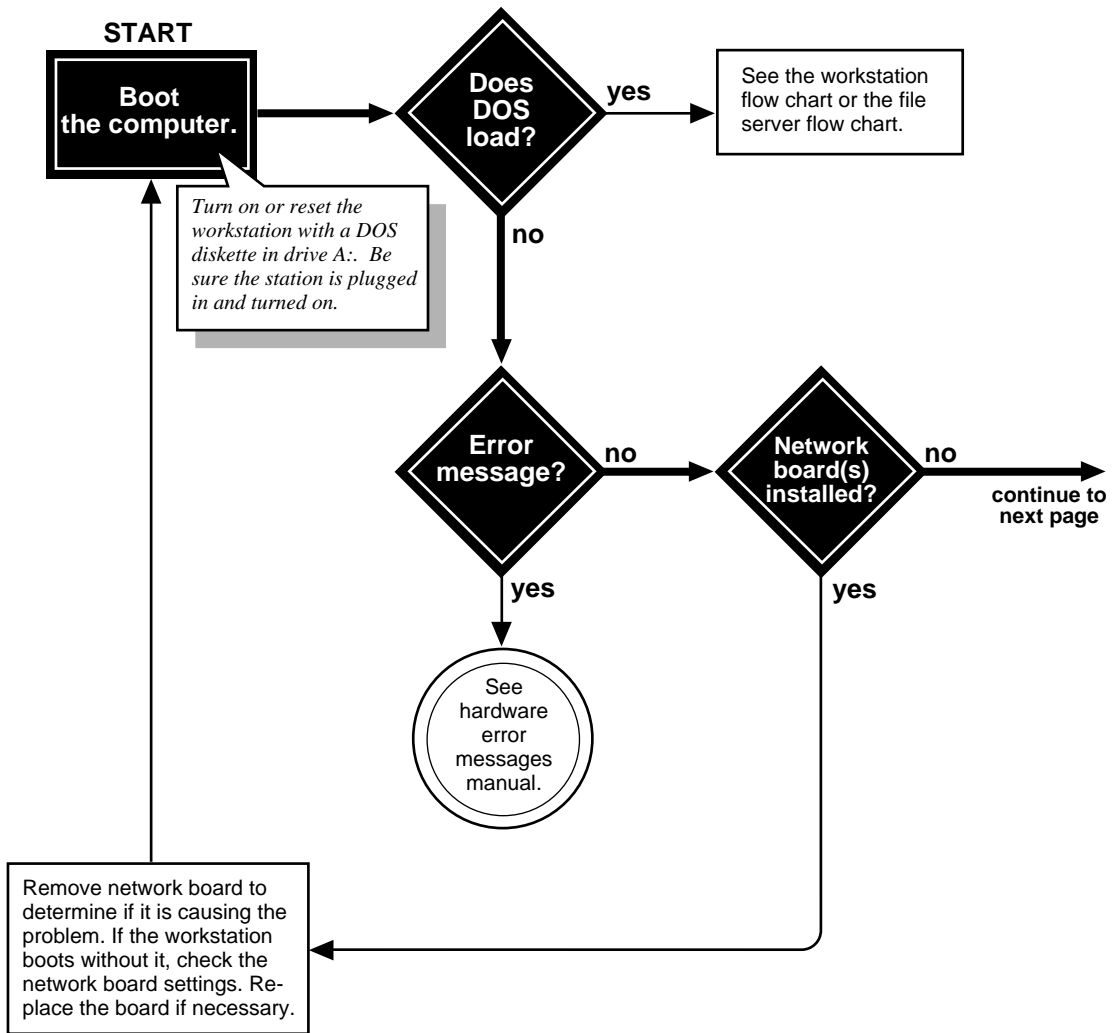 START
Boot
the computer.
Turn on or reset the
workstation with a DOS
diskette in drive A:.  Be
sure the station is plugged
in and turned on.
Does
DOS
load?
yes
See the workstation
flow chart or the file
server flow chart.
no
Error
message?
no
Network
board(s)
installed?
no
continue to
next page
yes
See
hardware
error
messages
manual.
yes
Remove network board to
determine if it is causing the
problem. If the workstation
boots without it, check the
network board settings. Re-
place the board if necessary.